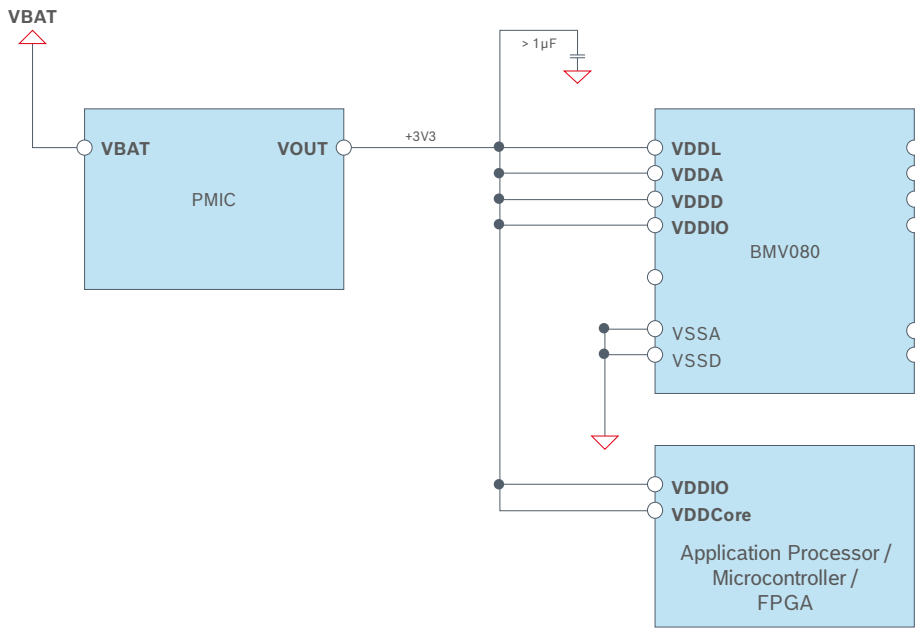 VBAT
> 1µF
+3V3
VBAT
VOUT
PMIC
VDDL
VDDA
VDDD
VDDIO
BMV080
VSSA
VSSD
VDDIO
VDDCore
Application Processor /
Microcontroller /
FPGA